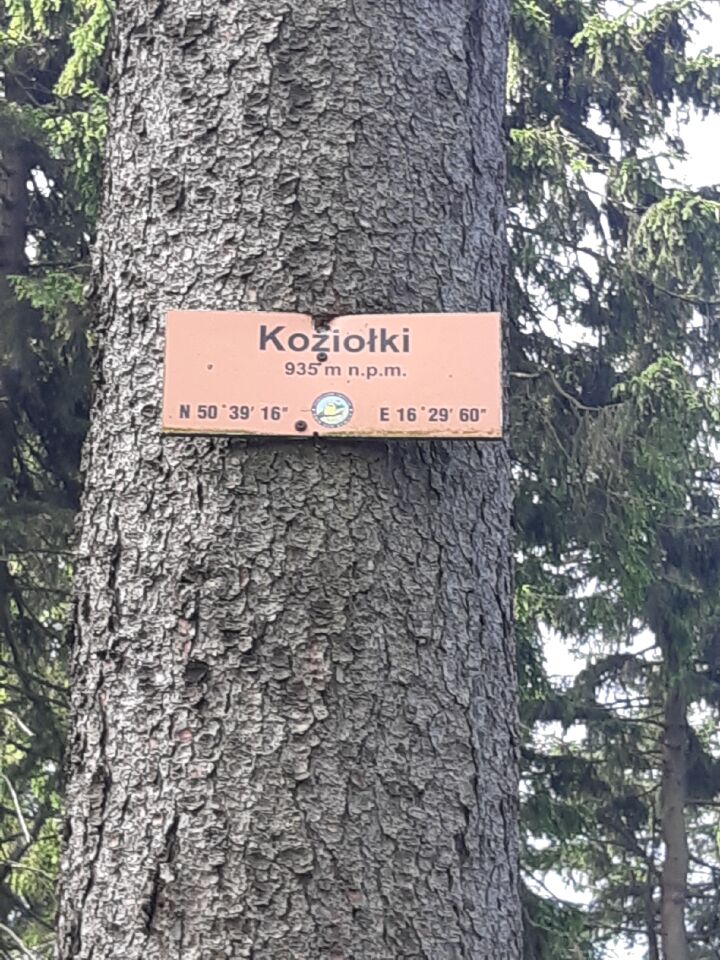 Koziołki
935 m n.p.m.
N 50°39' 16" E 16°29' 60"